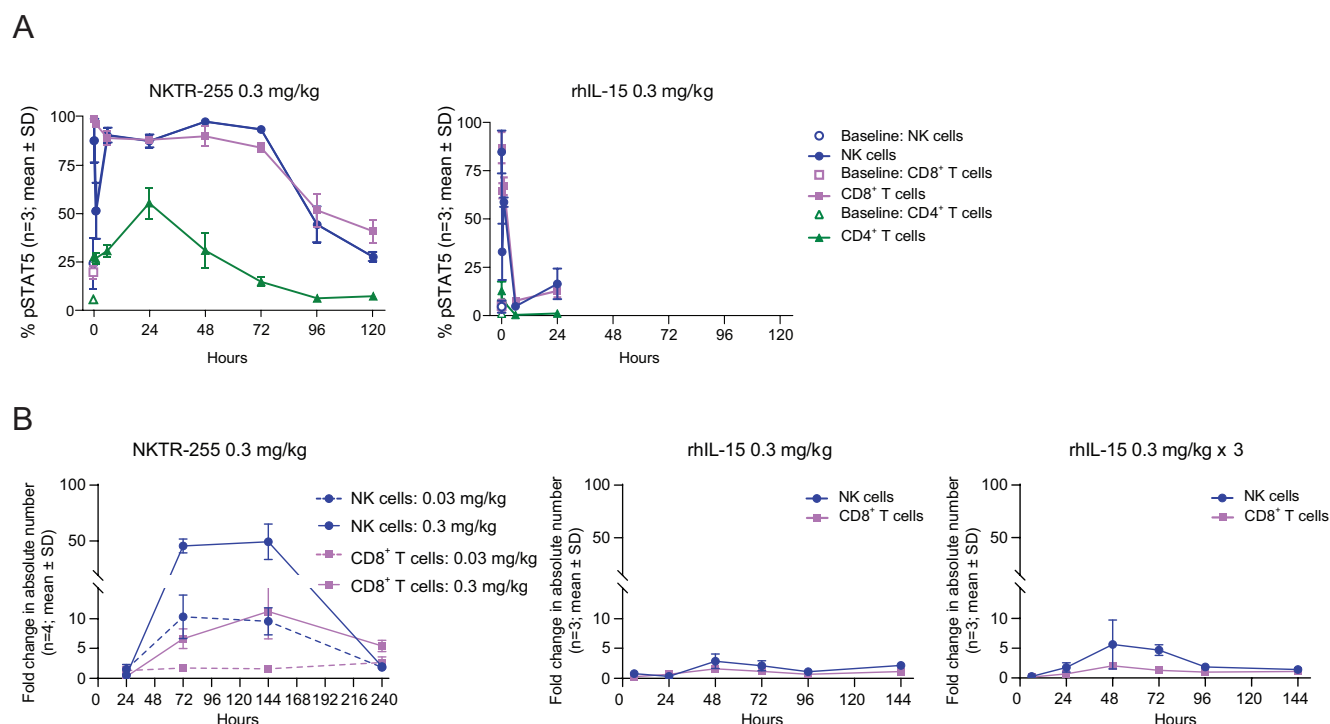 A
NKTR-255 0.3 mg/kg
% pSTAT5 (n=3; mean ± SD)
100
75
50
25
0
0 24 48 72 96 120
Hours
rhIL-15 0.3 mg/kg
% pSTAT5 (n=3; mean ± SD)
100
75
50
25
0
0 24 48 72 96 120
Hours
Baseline: NK cells
NK cells
Baseline: CD8⁺ T cells
CD8⁺ T cells
Baseline: CD4⁺ T cells
CD4⁺ T cells
B
NKTR-255 0.3 mg/kg
Fold change in absolute number
(n=4; mean ± SD)
100
50
10
5
0
0 24 48 72 96 120 144 168 192 216 240
Hours
NK cells: 0.03 mg/kg
NK cells: 0.3 mg/kg
CD8⁺ T cells: 0.03 mg/kg
CD8⁺ T cells: 0.3 mg/kg
rhIL-15 0.3 mg/kg
Fold change in absolute number
(n=3; mean ± SD)
100
50
10
5
0
0 24 48 72 96 120 144
Hours
NK cells
CD8⁺ T cells
rhIL-15 0.3 mg/kg x 3
Fold change in absolute number
(n=3; mean ± SD)
100
50
10
5
0
0 24 48 72 96 120 144
Hours
NK cells
CD8⁺ T cells